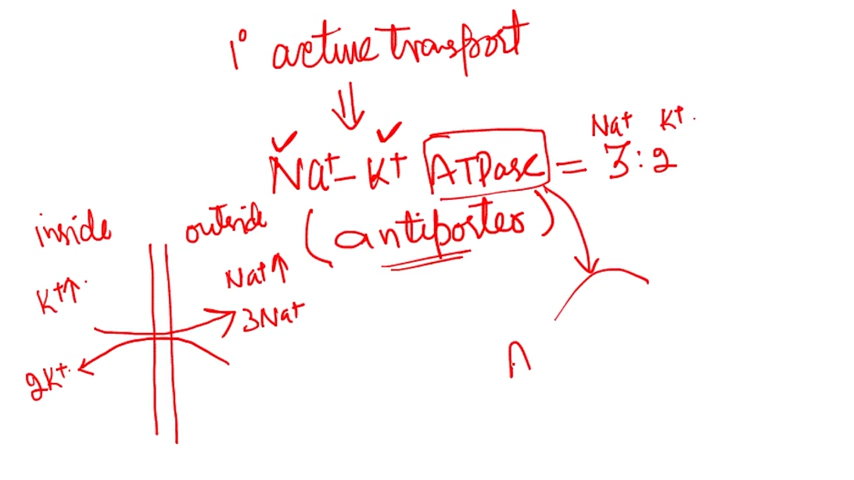 1° active transport
Na+ K+
Na+-K+ ATPase = 3:2
(antiporter)
inside outside
K+↑ Na+↑
3Na+
2K+
A